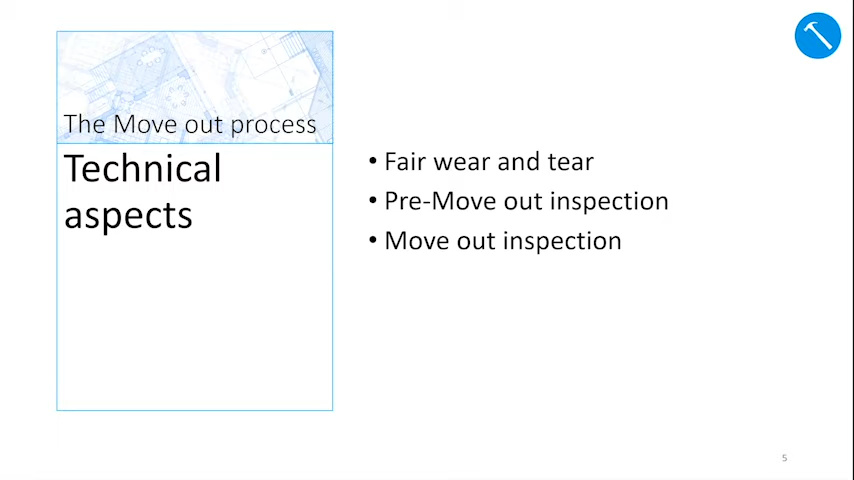 The Move out process
Technical
aspects
• Fair wear and tear
• Pre-Move out inspection
• Move out inspection
5